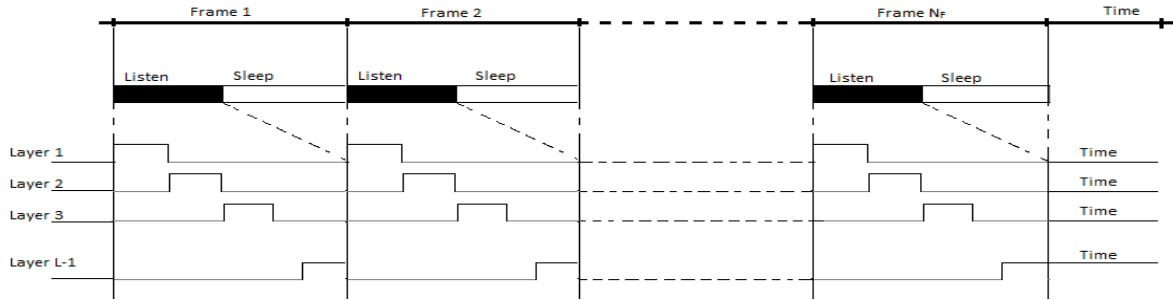 Frame 1 Frame 2 Frame N_F Time
Listen Sleep Listen Sleep Listen Sleep
Layer 1 Time
Layer 2 Time
Layer 3 Time
Layer L-1 Time